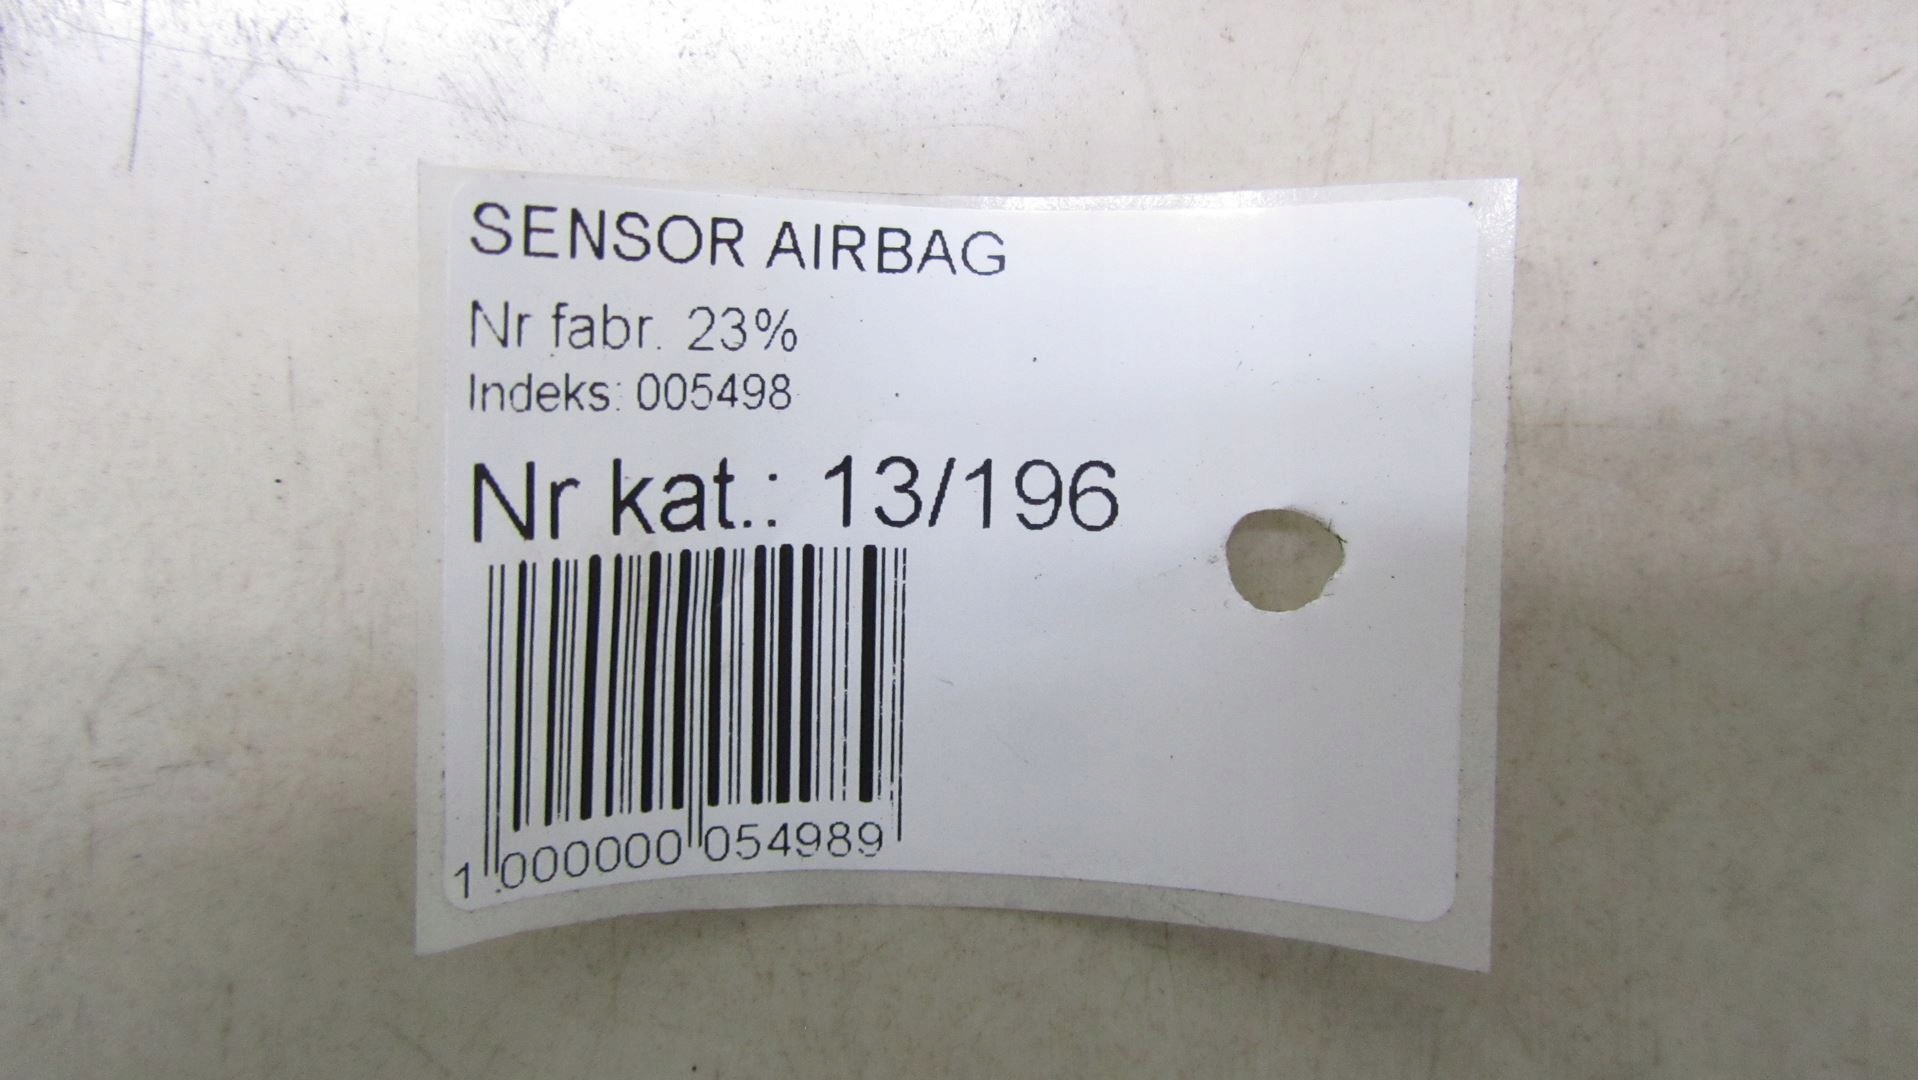 SENSOR AIRBAG
Nr fabr. 23%
Indeks: 005498
Nr kat.: 13/196
1 000000 054989